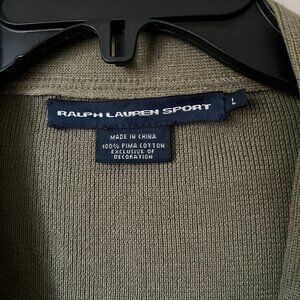 RALPH LAUREN SPORT
L
MADE IN CHINA
100% PIMA COTTON
EXCLUSIVE OF
DECORATION